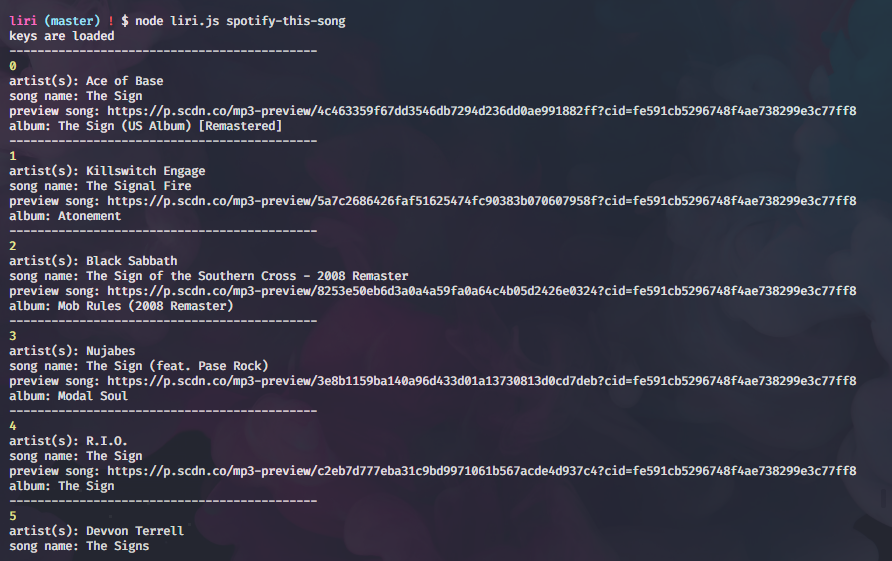 liri (master) ! $ node liri.js spotify-this-song
keys are loaded
--------------------------------------------
0
artist(s): Ace of Base
song name: The Sign
preview song: https://p.scdn.co/mp3-preview/4c463359f67dd3546db7294d236dd0ae991882ff?cid=fe591cb5296748f4ae738299e3c77ff8
album: The Sign (US Album) [Remastered]
--------------------------------------------
1
artist(s): Killswitch Engage
song name: The Signal Fire
preview song: https://p.scdn.co/mp3-preview/5a7c2686426faf51625474fc90383b070607958f?cid=fe591cb5296748f4ae738299e3c77ff8
album: Atonement
--------------------------------------------
2
artist(s): Black Sabbath
song name: The Sign of the Southern Cross - 2008 Remaster
preview song: https://p.scdn.co/mp3-preview/8253e50eb6d3a0a4a59fa0a64c4b05d2426e0324?cid=fe591cb5296748f4ae738299e3c77ff8
album: Mob Rules (2008 Remaster)
--------------------------------------------
3
artist(s): Nujabes
song name: The Sign (feat. Pase Rock)
preview song: https://p.scdn.co/mp3-preview/3e8b1159ba140a96d433d01a13730813d0cd7deb?cid=fe591cb5296748f4ae738299e3c77ff8
album: Modal Soul
--------------------------------------------
4
artist(s): R.I.O.
song name: The Sign
preview song: https://p.scdn.co/mp3-preview/c2eb7d777eba31c9bd9971061b567acde4d937c4?cid=fe591cb5296748f4ae738299e3c77ff8
album: The Sign
--------------------------------------------
5
artist(s): Devvon Terrell
song name: The Signs